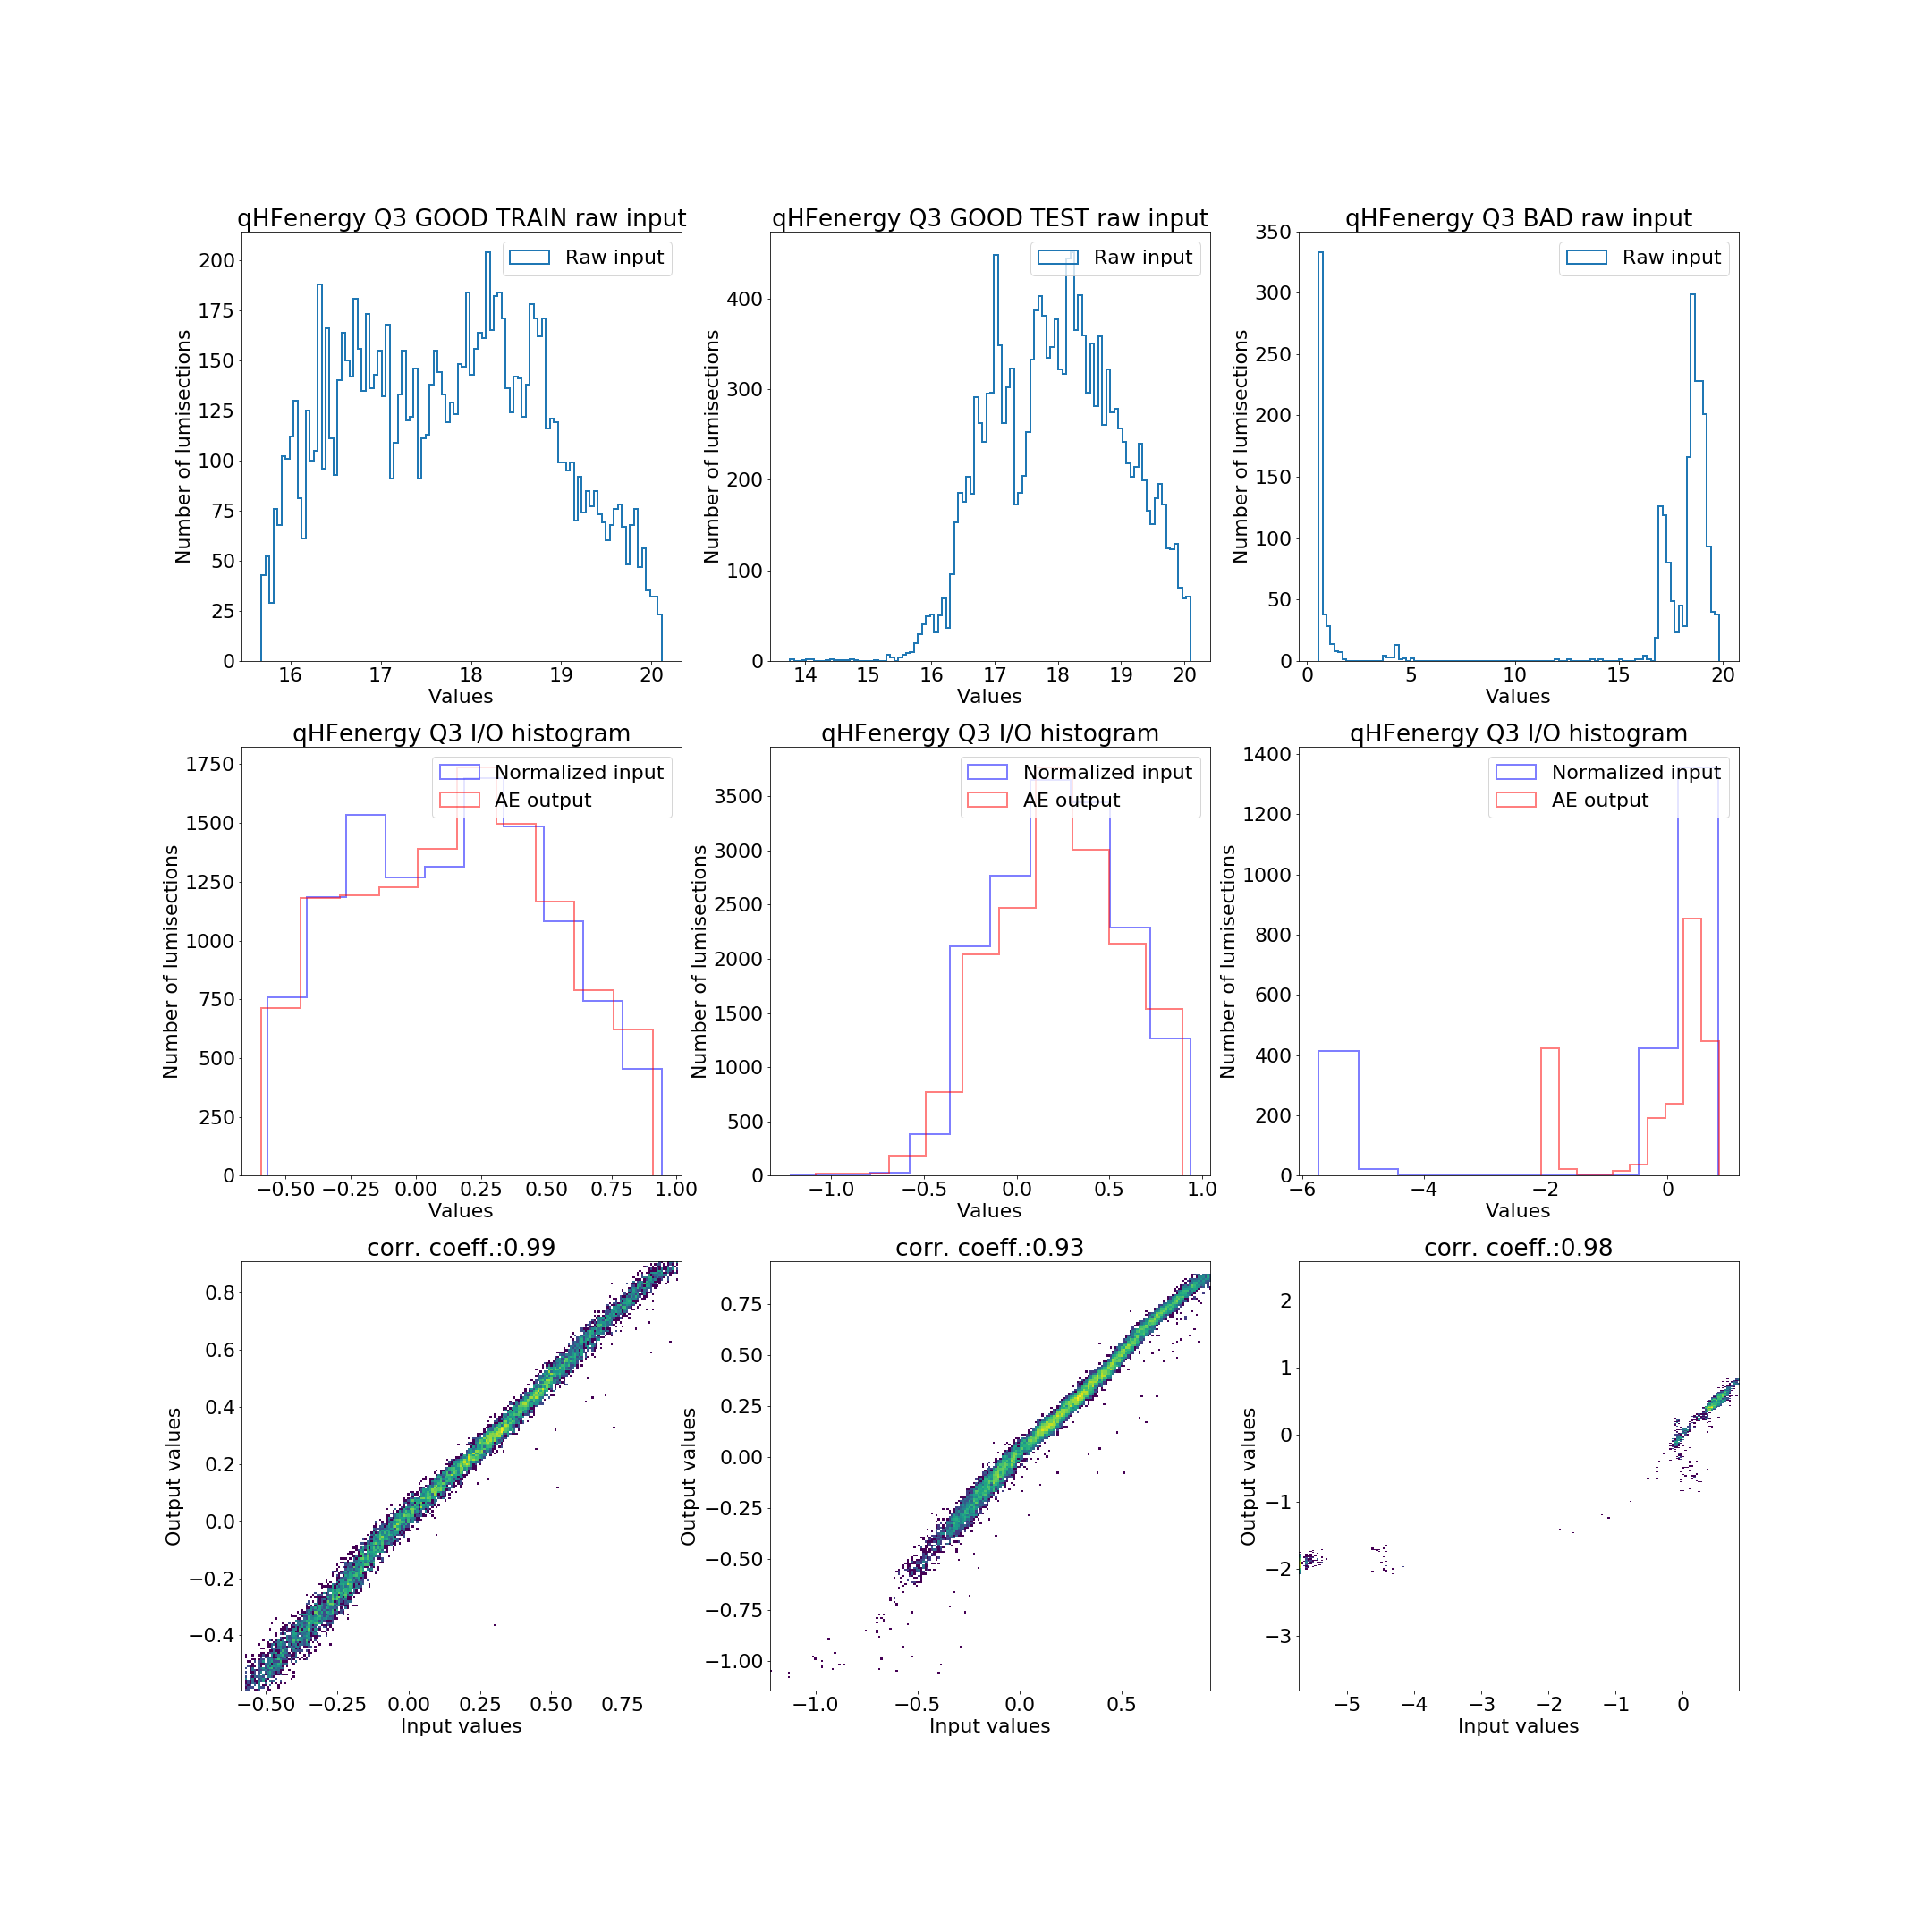 qHFenergy Q3 GOOD TRAIN raw input
Raw input
Number of lumisections
200
175
150
125
100
75
50
25
0
16 17 18 19 20
Values
qHFenergy Q3 GOOD TEST raw input
Raw input
Number of lumisections
400
300
200
100
0
14 15 16 17 18 19 20
Values
qHFenergy Q3 BAD raw input
Raw input
Number of lumisections
350
300
250
200
150
100
50
0
0 5 10 15 20
Values
qHFenergy Q3 I/O histogram
Normalized input
AE output
Number of lumisections
1750
1500
1250
1000
750
500
250
0
−0.50 −0.25 0.00 0.25 0.50 0.75 1.00
Values
qHFenergy Q3 I/O histogram
Normalized input
AE output
Number of lumisections
3500
3000
2500
2000
1500
1000
500
0
−1.0 −0.5 0.0 0.5 1.0
Values
qHFenergy Q3 I/O histogram
Normalized input
AE output
Number of lumisections
1400
1200
1000
800
600
400
200
0
−6 −4 −2 0
Values
corr. coeff.:0.99
Output values
0.8
0.6
0.4
0.2
0.0
−0.2
−0.4
−0.50 −0.25 0.00 0.25 0.50 0.75
Input values
corr. coeff.:0.93
Output values
0.75
0.50
0.25
0.00
−0.25
−0.50
−0.75
−1.00
−1.0 −0.5 0.0 0.5
Input values
corr. coeff.:0.98
Output values
2
1
0
−1
−2
−3
−5 −4 −3 −2 −1 0
Input values